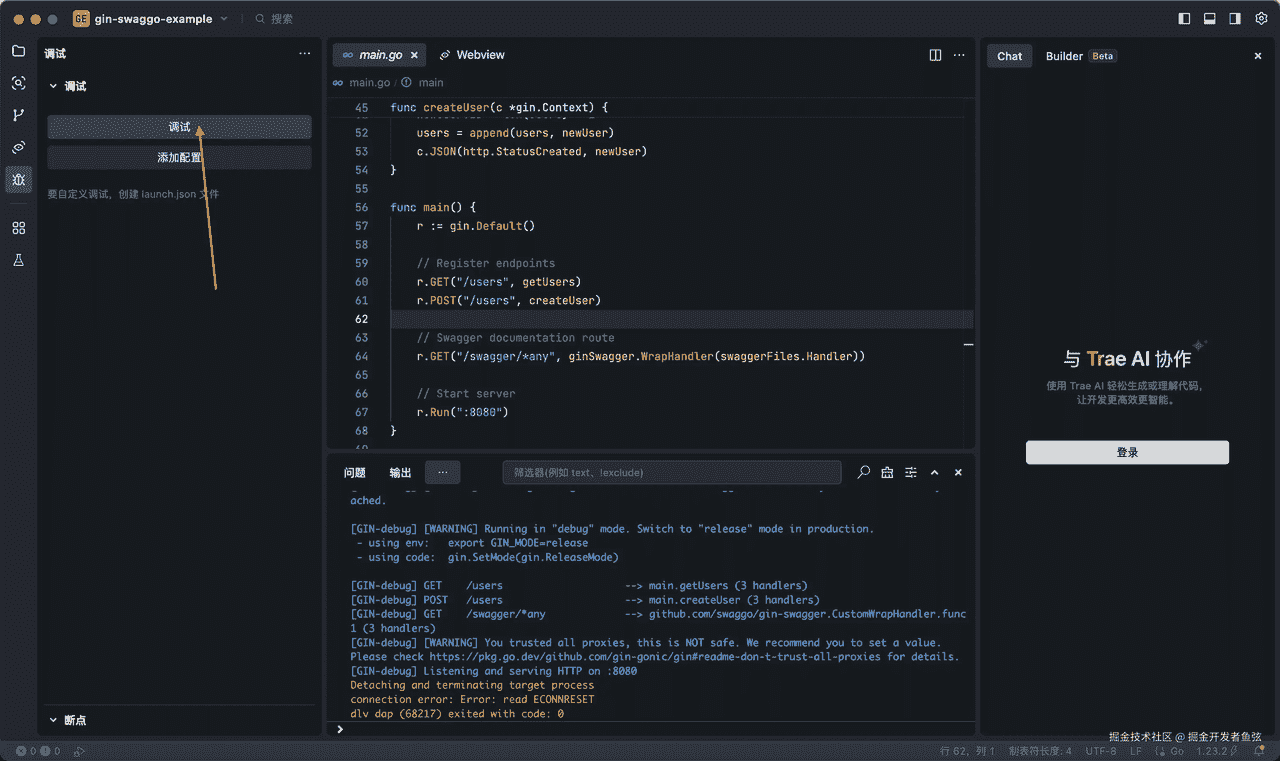 GE gin-swaggo-example
搜索
调试
调试
调试
添加配置
要自定义调试，创建 launch.json 文件
断点
main.go
Webview
main.go / main
45 func createUser(c *gin.Context) {
52 users = append(users, newUser)
53 c.JSON(http.StatusCreated, newUser)
54 }
55
56 func main() {
57 r := gin.Default()
58
59 // Register endpoints
60 r.GET("/users", getUsers)
61 r.POST("/users", createUser)
62
63 // Swagger documentation route
64 r.GET("/swagger/*any", ginSwagger.WrapHandler(swaggerFiles.Handler))
65
66 // Start server
67 r.Run(":8080")
68 }
问题 输出 ···
筛选器(例如 text、!exclude)
ached.
[GIN-debug] [WARNING] Running in "debug" mode. Switch to "release" mode in production.
- using env: export GIN_MODE=release
- using code: gin.SetMode(gin.ReleaseMode)
[GIN-debug] GET /users --> main.getUsers (3 handlers)
[GIN-debug] POST /users --> main.createUser (3 handlers)
[GIN-debug] GET /swagger/*any --> github.com/swaggo/gin-swagger.CustomWrapHandler.func
1 (3 handlers)
[GIN-debug] [WARNING] You trusted all proxies, this is NOT safe. We recommend you to set a value.
Please check https://pkg.go.dev/github.com/gin-gonic/gin#readme-don-t-trust-all-proxies for details.
[GIN-debug] Listening and serving HTTP on :8080
Detaching and terminating target process
connection error: Error: read ECONNRESET
dlv dap (68217) exited with code: 0
Chat
Builder Beta
与 Trae AI 协作
使用 Trae AI 轻松生成或理解代码，
让开发更高效更智能。
登录
掘金技术社区 @ 掘金开发者鱼弦
0 0
行 62，列 1 制表符长度: 4 UTF-8 LF Go 1.23.2